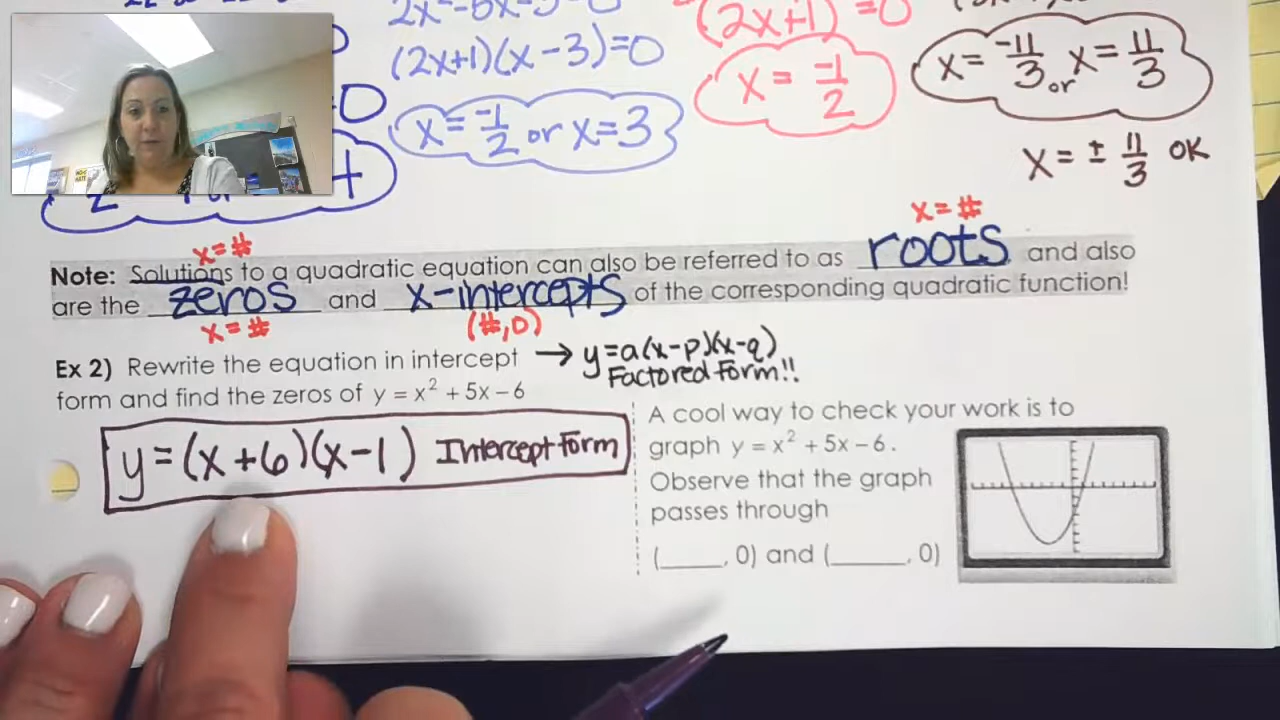 2x²-5x-3=0
(2x+1)(x-3)=0
x=-1/2 or x=3
(2x+1)=0
x=-1/2
x=-11/3 or x=11/3
x=±11/3 OK
x=# x=#
Note: Solutions to a quadratic equation can also be referred to as roots and also
are the zeros and x-intercepts of the corresponding quadratic function!
x=# (#,0)
Ex 2) Rewrite the equation in intercept → y=a(x-p)(x-q)
Factored Form!!
form and find the zeros of y = x² + 5x – 6
y=(x+6)(x-1) Intercept Form
A cool way to check your work is to
graph y = x² + 5x – 6.
Observe that the graph
passes through
(_____, 0) and (______, 0)